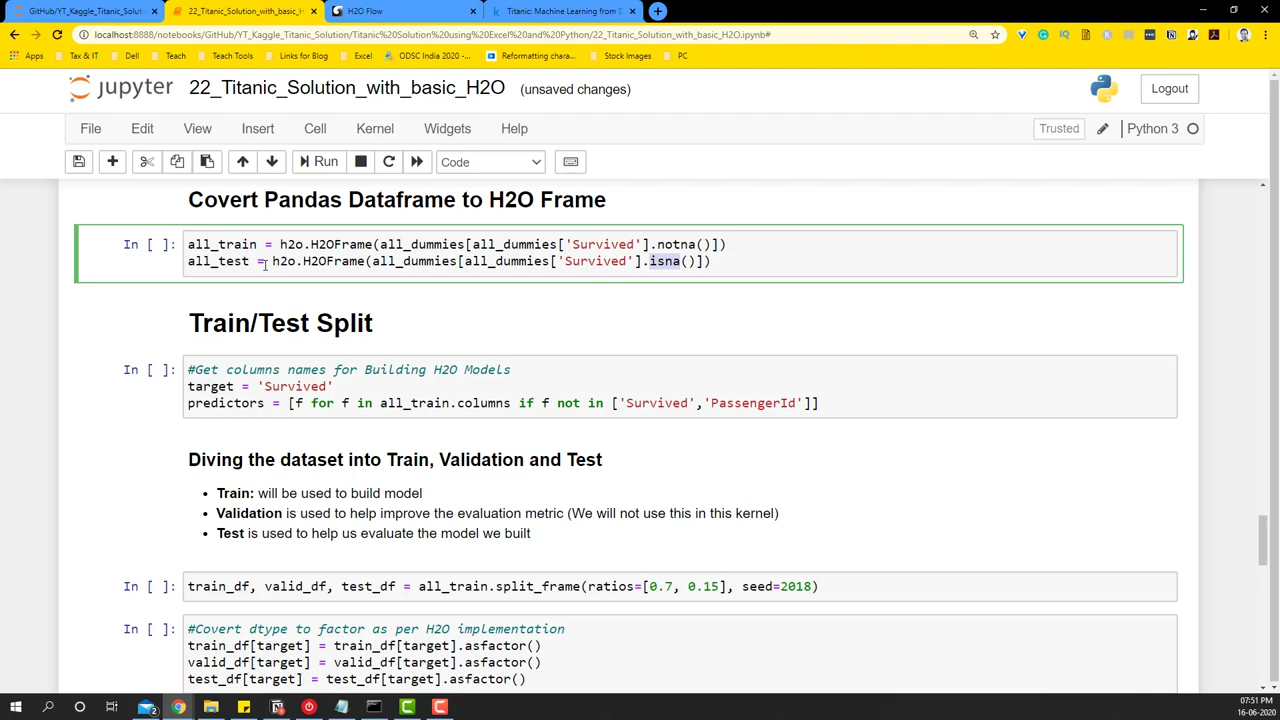 GitHub/YT_Kaggle_Titanic_Soluti
22_Titanic_Solution_with_basic_H
H2O Flow
Titanic: Machine Learning from D
localhost:8888/notebooks/GitHub/YT_Kaggle_Titanic_Solution/Titanic%20Solution%20using%20Excel%20and%20Python/22_Titanic_Solution_with_basic_H2O.ipynb#
Apps
Tax & IT
Dell
Teach
Teach Tools
Links for Blog
Excel
ODSC India 2020 –...
Reformatting chara...
Stock Images
PC
jupyter
22_Titanic_Solution_with_basic_H2O
(unsaved changes)
Logout
File
Edit
View
Insert
Cell
Kernel
Widgets
Help
Trusted
Python 3
Run
Code
Covert Pandas Dataframe to H2O Frame
In [ ]: all_train = h2o.H2OFrame(all_dummies[all_dummies['Survived'].notna()])
all_test = h2o.H2OFrame(all_dummies[all_dummies['Survived'].isna()])
Train/Test Split
In [ ]: #Get columns names for Building H2O Models
target = 'Survived'
predictors = [f for f in all_train.columns if f not in ['Survived','PassengerId']]
Diving the dataset into Train, Validation and Test
• Train: will be used to build model
• Validation is used to help improve the evaluation metric (We will not use this in this kernel)
• Test is used to help us evaluate the model we built
In [ ]: train_df, valid_df, test_df = all_train.split_frame(ratios=[0.7, 0.15], seed=2018)
In [ ]: #Covert dtype to factor as per H2O implementation
train_df[target] = train_df[target].asfactor()
valid_df[target] = valid_df[target].asfactor()
test_df[target] = test_df[target].asfactor()
07:51 PM
16-06-2020